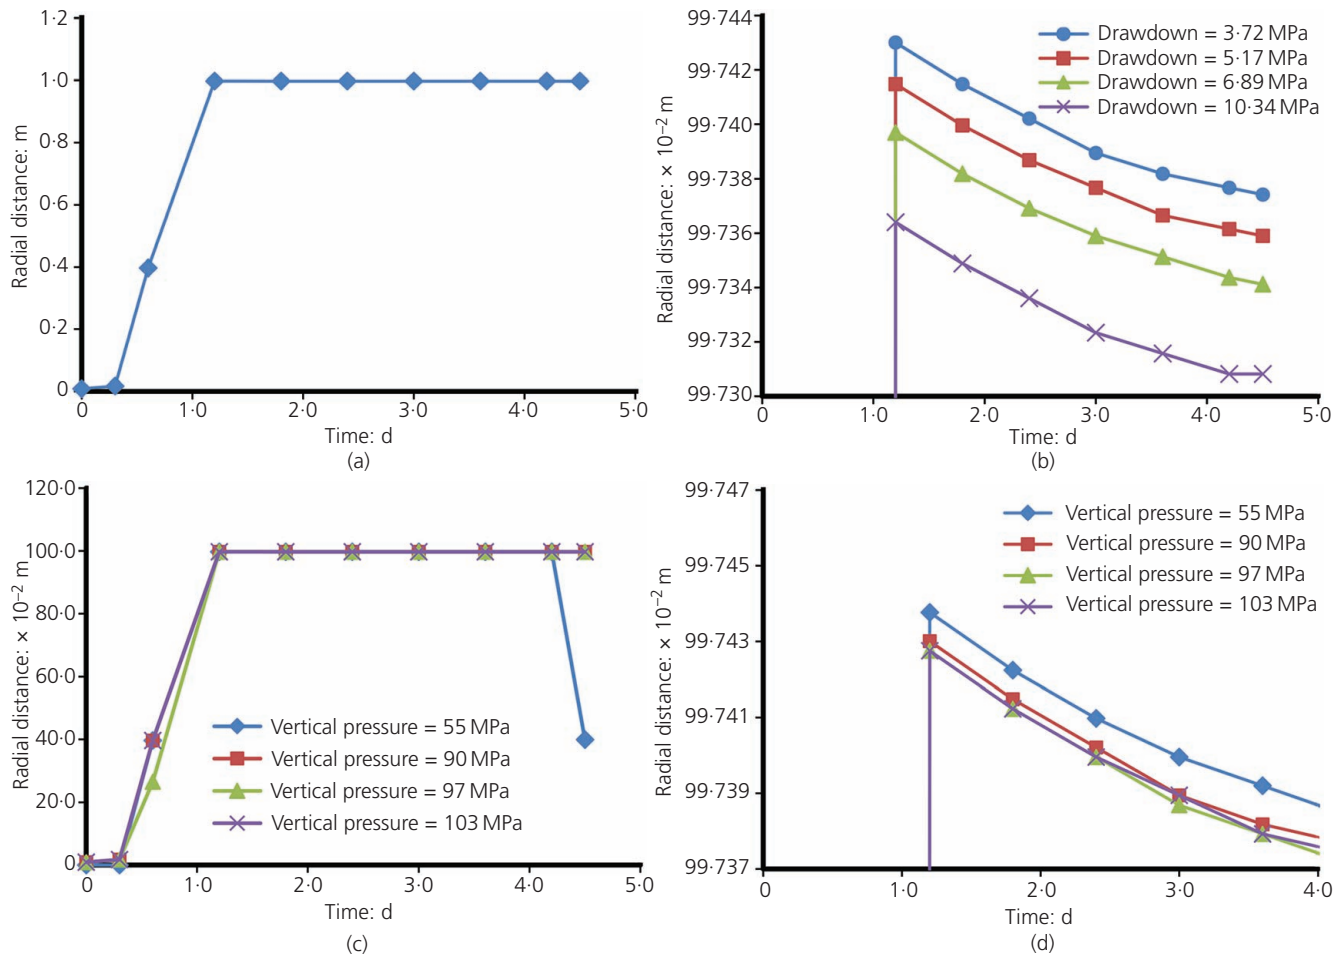 1·2
1·0
0·8
0·6
0·4
0·2
0
Radial distance: m
0 1·0 2·0 3·0 4·0 5·0
Time: d
(a)
99·744
99·742
99·740
99·738
99·736
99·734
99·732
99·730
Radial distance: × 10⁻² m
Drawdown = 3·72 MPa
Drawdown = 5·17 MPa
Drawdown = 6·89 MPa
Drawdown = 10·34 MPa
0 1·0 2·0 3·0 4·0 5·0
Time: d
(b)
120·0
100·0
80·0
60·0
40·0
20·0
0
Radial distance: × 10⁻² m
Vertical pressure = 55 MPa
Vertical pressure = 90 MPa
Vertical pressure = 97 MPa
Vertical pressure = 103 MPa
0 1·0 2·0 3·0 4·0 5·0
Time: d
(c)
99·747
99·745
99·743
99·741
99·739
99·737
Radial distance: × 10⁻² m
Vertical pressure = 55 MPa
Vertical pressure = 90 MPa
Vertical pressure = 97 MPa
Vertical pressure = 103 MPa
0 1·0 2·0 3·0 4·0
Time: d
(d)